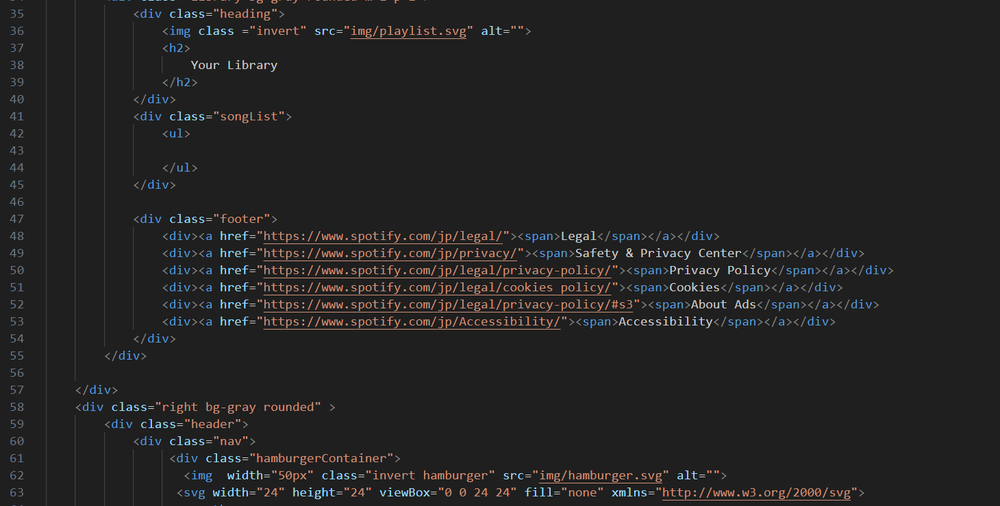 35 <div class="heading">
36 <img class ="invert" src="img/playlist.svg" alt="">
37 <h2>
38 Your Library
39 </h2>
40 </div>
41 <div class="songList">
42 <ul>
43
44 </ul>
45 </div>
46
47 <div class="footer">
48 <div><a href="https://www.spotify.com/jp/legal/"><span>Legal</span></a></div>
49 <div><a href="https://www.spotify.com/jp/privacy/"><span>Safety & Privacy Center</span></a></div>
50 <div><a href="https://www.spotify.com/jp/legal/privacy-policy/"><span>Privacy Policy</span></a></div>
51 <div><a href="https://www.spotify.com/jp/legal/cookies policy/"><span>Cookies</span></a></div>
52 <div><a href="https://www.spotify.com/jp/legal/privacy-policy/#s3"><span>About Ads</span></a></div>
53 <div><a href="https://www.spotify.com/jp/Accessibility/"><span>Accessibility</span></a></div>
54 </div>
55 </div>
56
57 </div>
58 <div class="right bg-gray rounded" >
59 <div class="header">
60 <div class="nav">
61 <div class="hamburgerContainer">
62 <img  width="50px" class="invert hamburger" src="img/hamburger.svg" alt="">
63 <svg width="24" height="24" viewBox="0 0 24 24" fill="none" xmlns="http://www.w3.org/2000/svg">